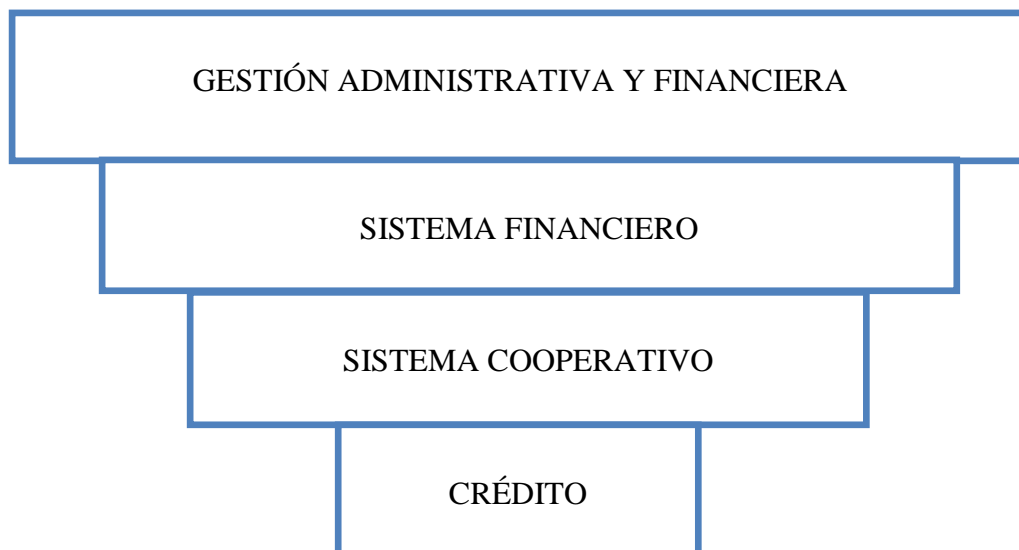 GESTIÓN ADMINISTRATIVA Y FINANCIERA
SISTEMA FINANCIERO
SISTEMA COOPERATIVO
CRÉDITO